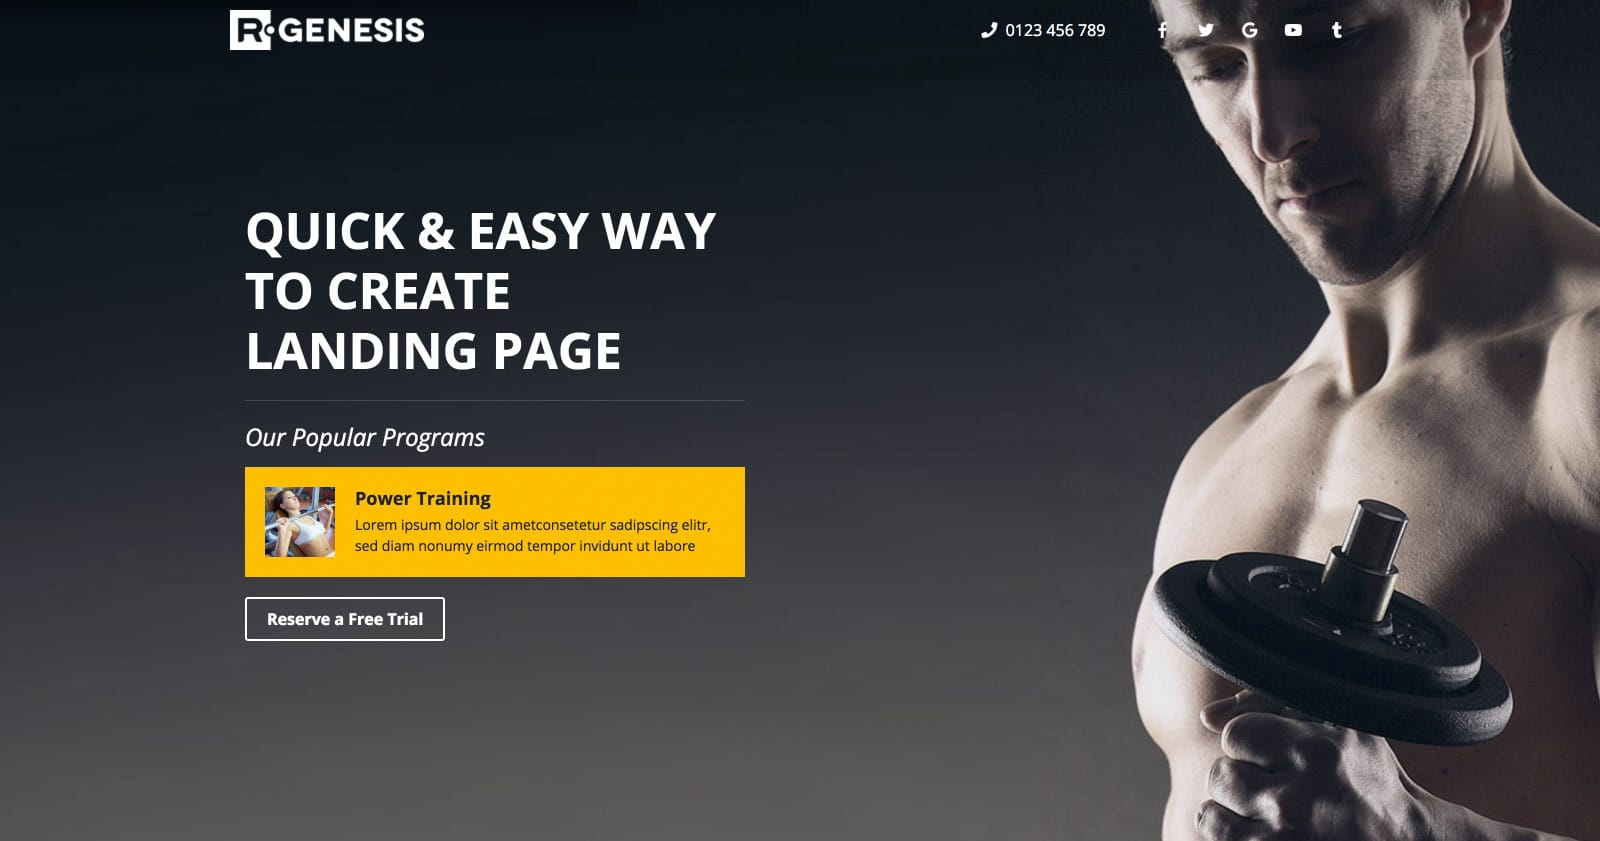 R·GENESIS
0123 456 789
QUICK & EASY WAY
TO CREATE
LANDING PAGE
Our Popular Programs
Power Training
Lorem ipsum dolor sit ametconsetetur sadipscing elitr,
sed diam nonumy eirmod tempor invidunt ut labore
Reserve a Free Trial